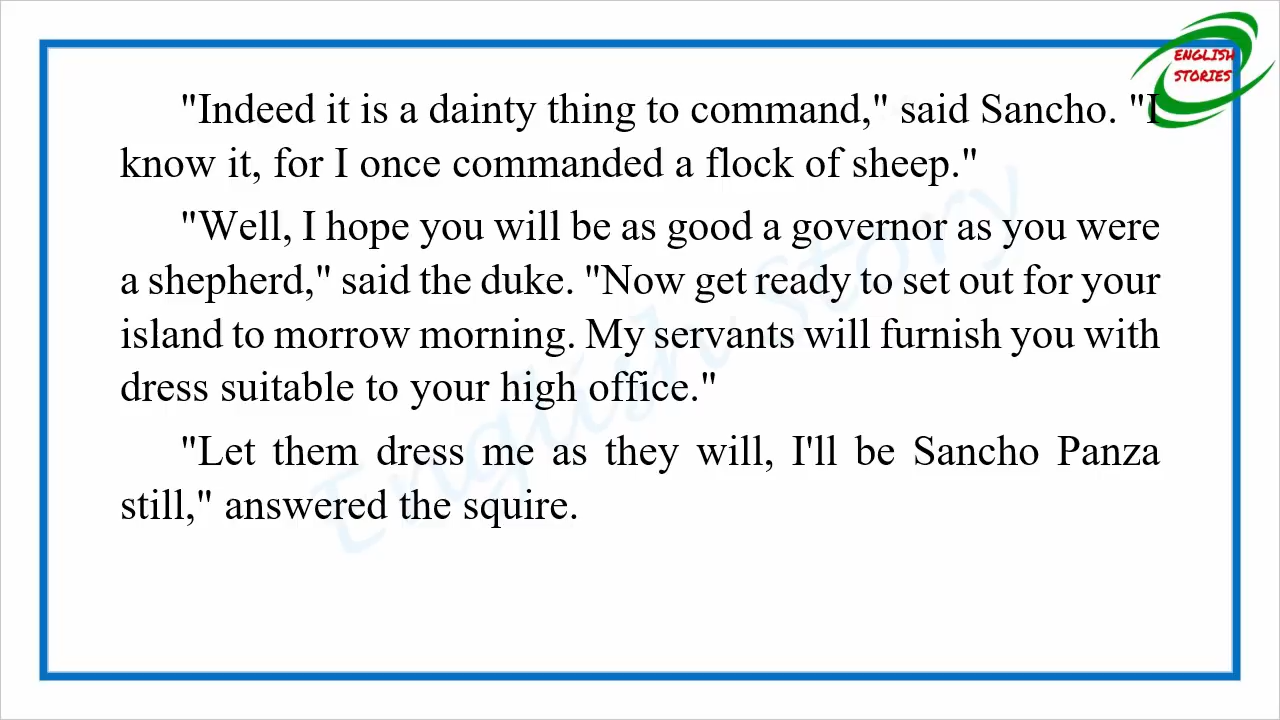 ENGLISH
STORIES
"Indeed it is a dainty thing to command," said Sancho. "I
know it, for I once commanded a flock of sheep."
"Well, I hope you will be as good a governor as you were
a shepherd," said the duke. "Now get ready to set out for your
island to morrow morning. My servants will furnish you with
dress suitable to your high office."
"Let them dress me as they will, I'll be Sancho Panza
still," answered the squire.
English Story